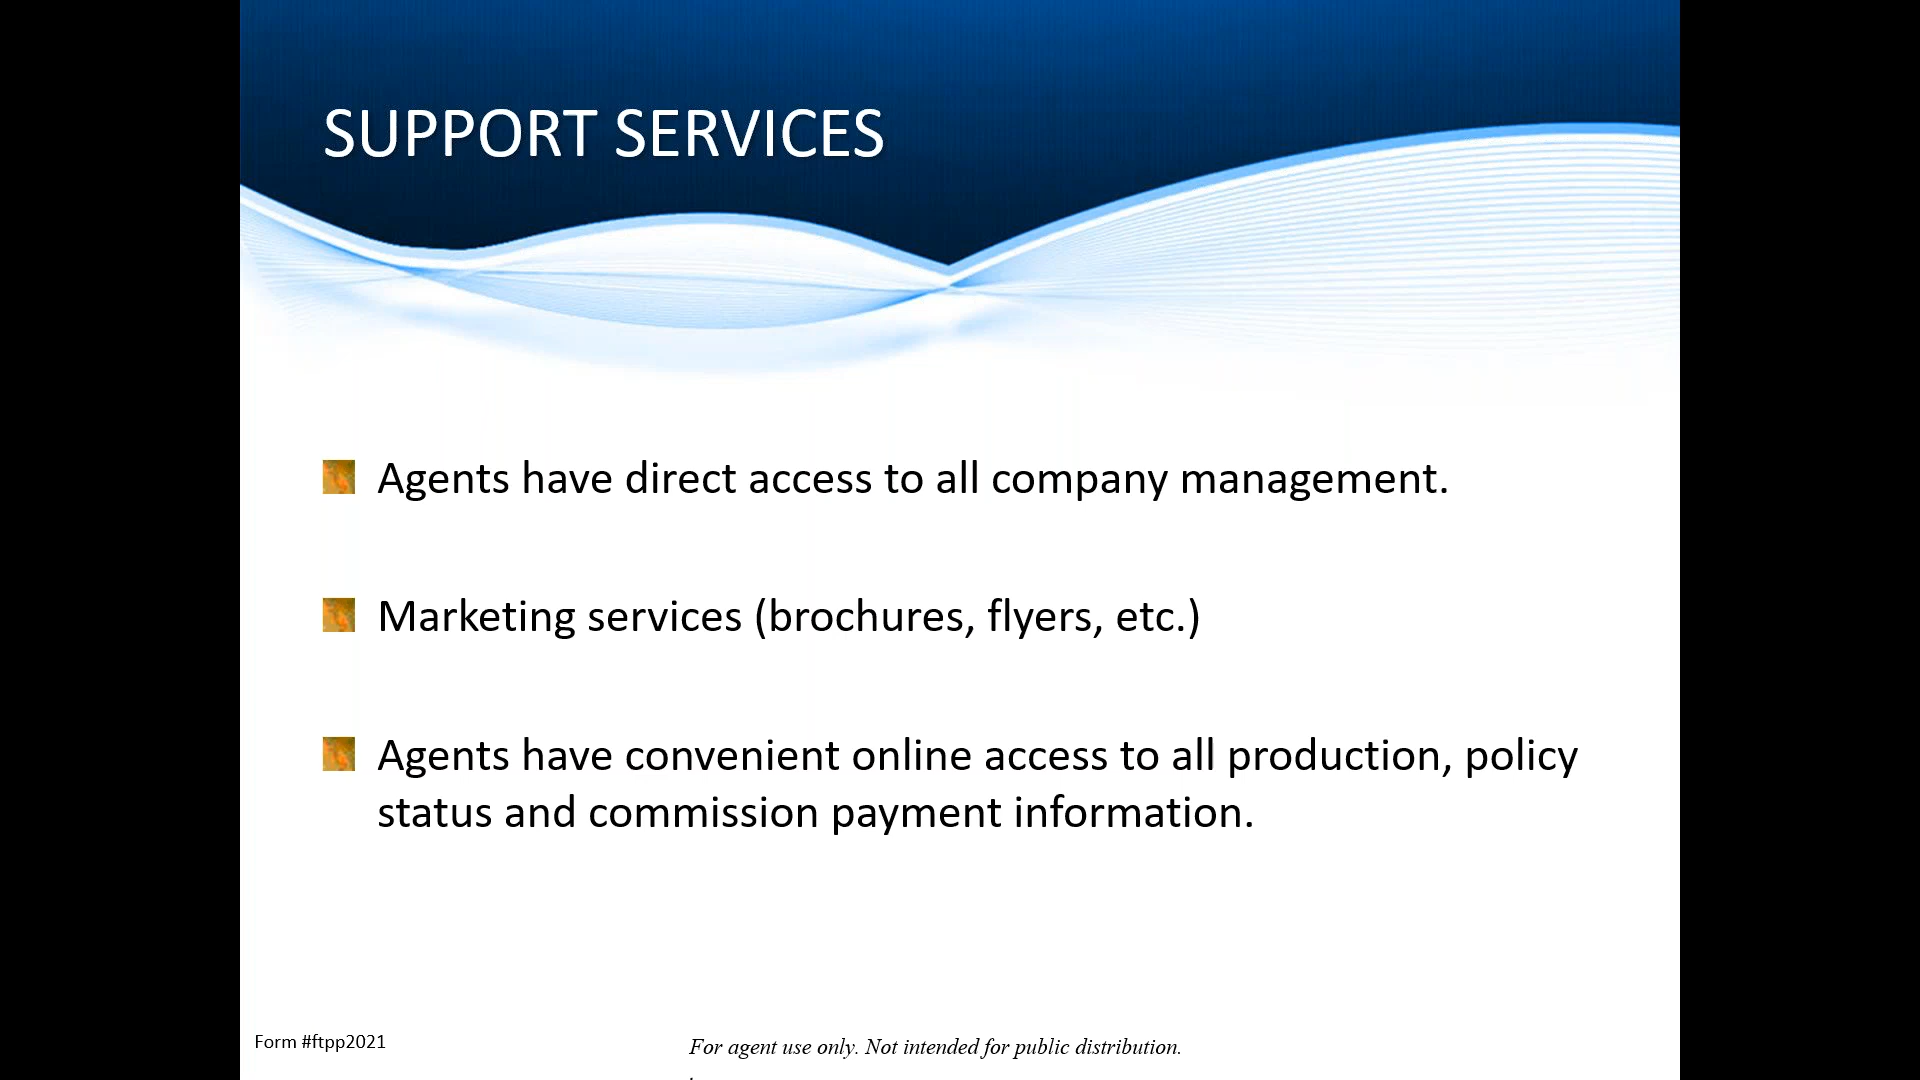 SUPPORT SERVICES
Agents have direct access to all company management.
Marketing services (brochures, flyers, etc.)
Agents have convenient online access to all production, policy
status and commission payment information.
Form #ftpp2021
For agent use only. Not intended for public distribution.